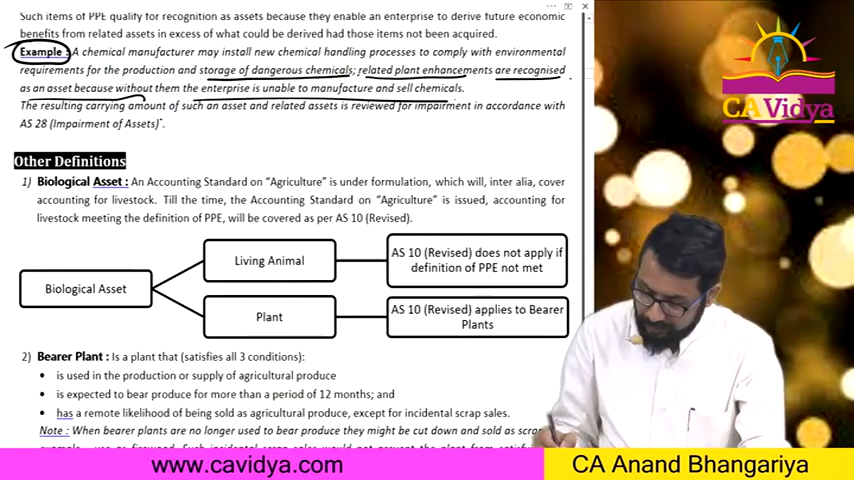 Such items of PPE qualify for recognition as assets because they enable an enterprise to derive future economic
benefits from related assets in excess of what could be derived had those items not been acquired.
Example : A chemical manufacturer may install new chemical handling processes to comply with environmental
requirements for the production and storage of dangerous chemicals; related plant enhancements are recognised
as an asset because without them the enterprise is unable to manufacture and sell chemicals.
The resulting carrying amount of such an asset and related assets is reviewed for impairment in accordance with
AS 28 (Impairment of Assets)".
Other Definitions
1) Biological Asset : An Accounting Standard on "Agriculture" is under formulation, which will, inter alia, cover
accounting for livestock. Till the time, the Accounting Standard on "Agriculture" is issued, accounting for
livestock meeting the definition of PPE, will be covered as per AS 10 (Revised).
Biological Asset
Living Animal
AS 10 (Revised) does not apply if
definition of PPE not met
Plant
AS 10 (Revised) applies to Bearer
Plants
2) Bearer Plant : Is a plant that (satisfies all 3 conditions):
• is used in the production or supply of agricultural produce
• is expected to bear produce for more than a period of 12 months; and
• has a remote likelihood of being sold as agricultural produce, except for incidental scrap sales.
Note : When bearer plants are no longer used to bear produce they might be cut down and sold as scrap
CA Vidya
www.cavidya.com
CA Anand Bhangariya